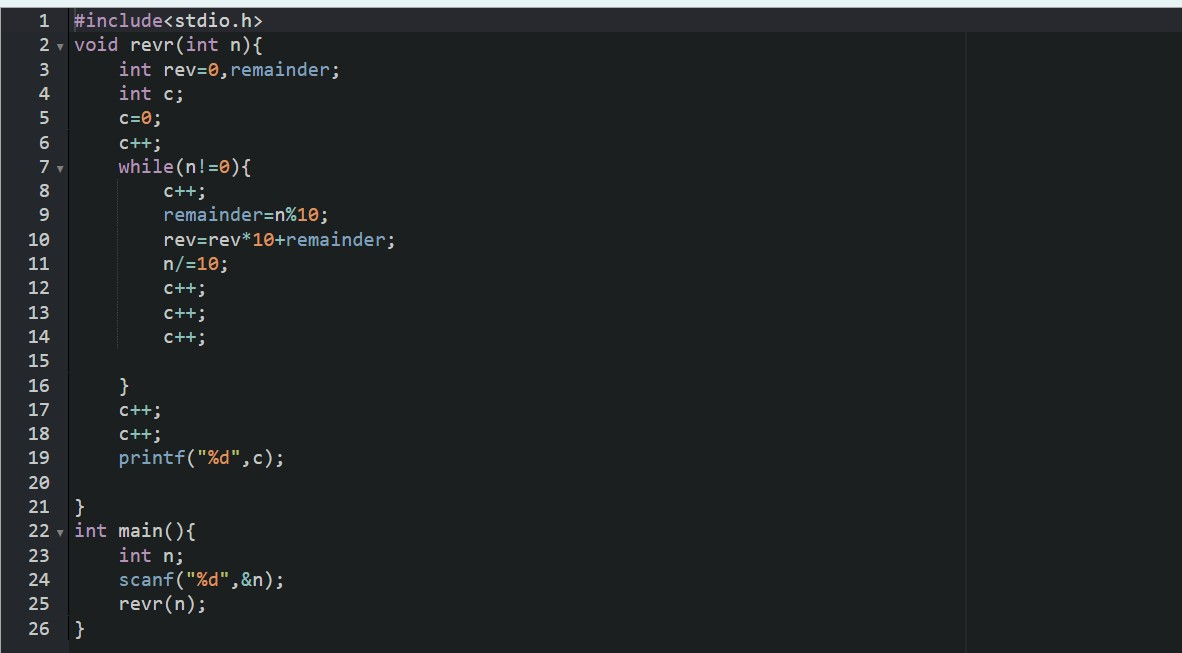 1 #include<stdio.h>
2 void revr(int n){
3     int rev=0,remainder;
4     int c;
5     c=0;
6     c++;
7     while(n!=0){
8         c++;
9         remainder=n%10;
10         rev=rev*10+remainder;
11         n/=10;
12         c++;
13         c++;
14         c++;
15
16     }
17     c++;
18     c++;
19     printf("%d",c);
20
21 }
22 int main(){
23     int n;
24     scanf("%d",&n);
25     revr(n);
26 }